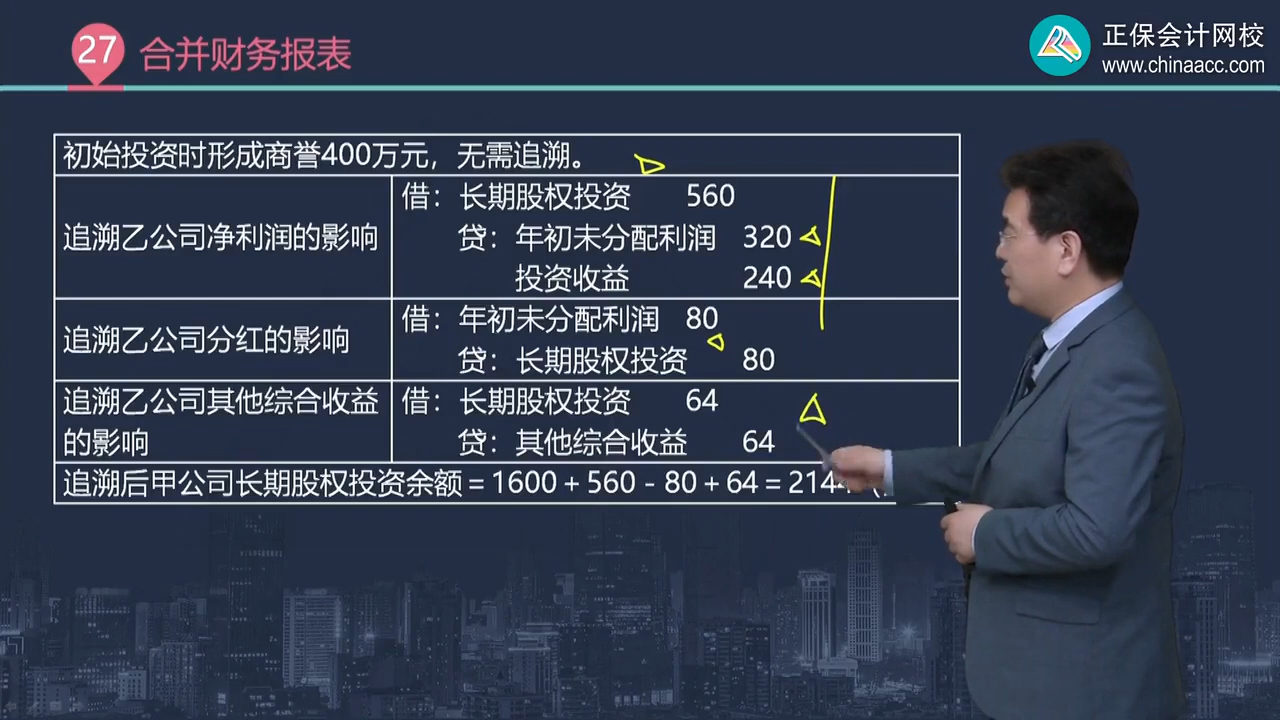 27
合并财务报表
正保会计网校
www.chinaacc.com
初始投资时形成商誉400万元，无需追溯。
追溯乙公司净利润的影响
借：长期股权投资 560
贷：年初未分配利润 320
投资收益 240
追溯乙公司分红的影响
借：年初未分配利润 80
贷：长期股权投资 80
追溯乙公司其他综合收益
的影响
借：长期股权投资 64
贷：其他综合收益 64
追溯后甲公司长期股权投资余额＝1600＋560－80＋64＝2144